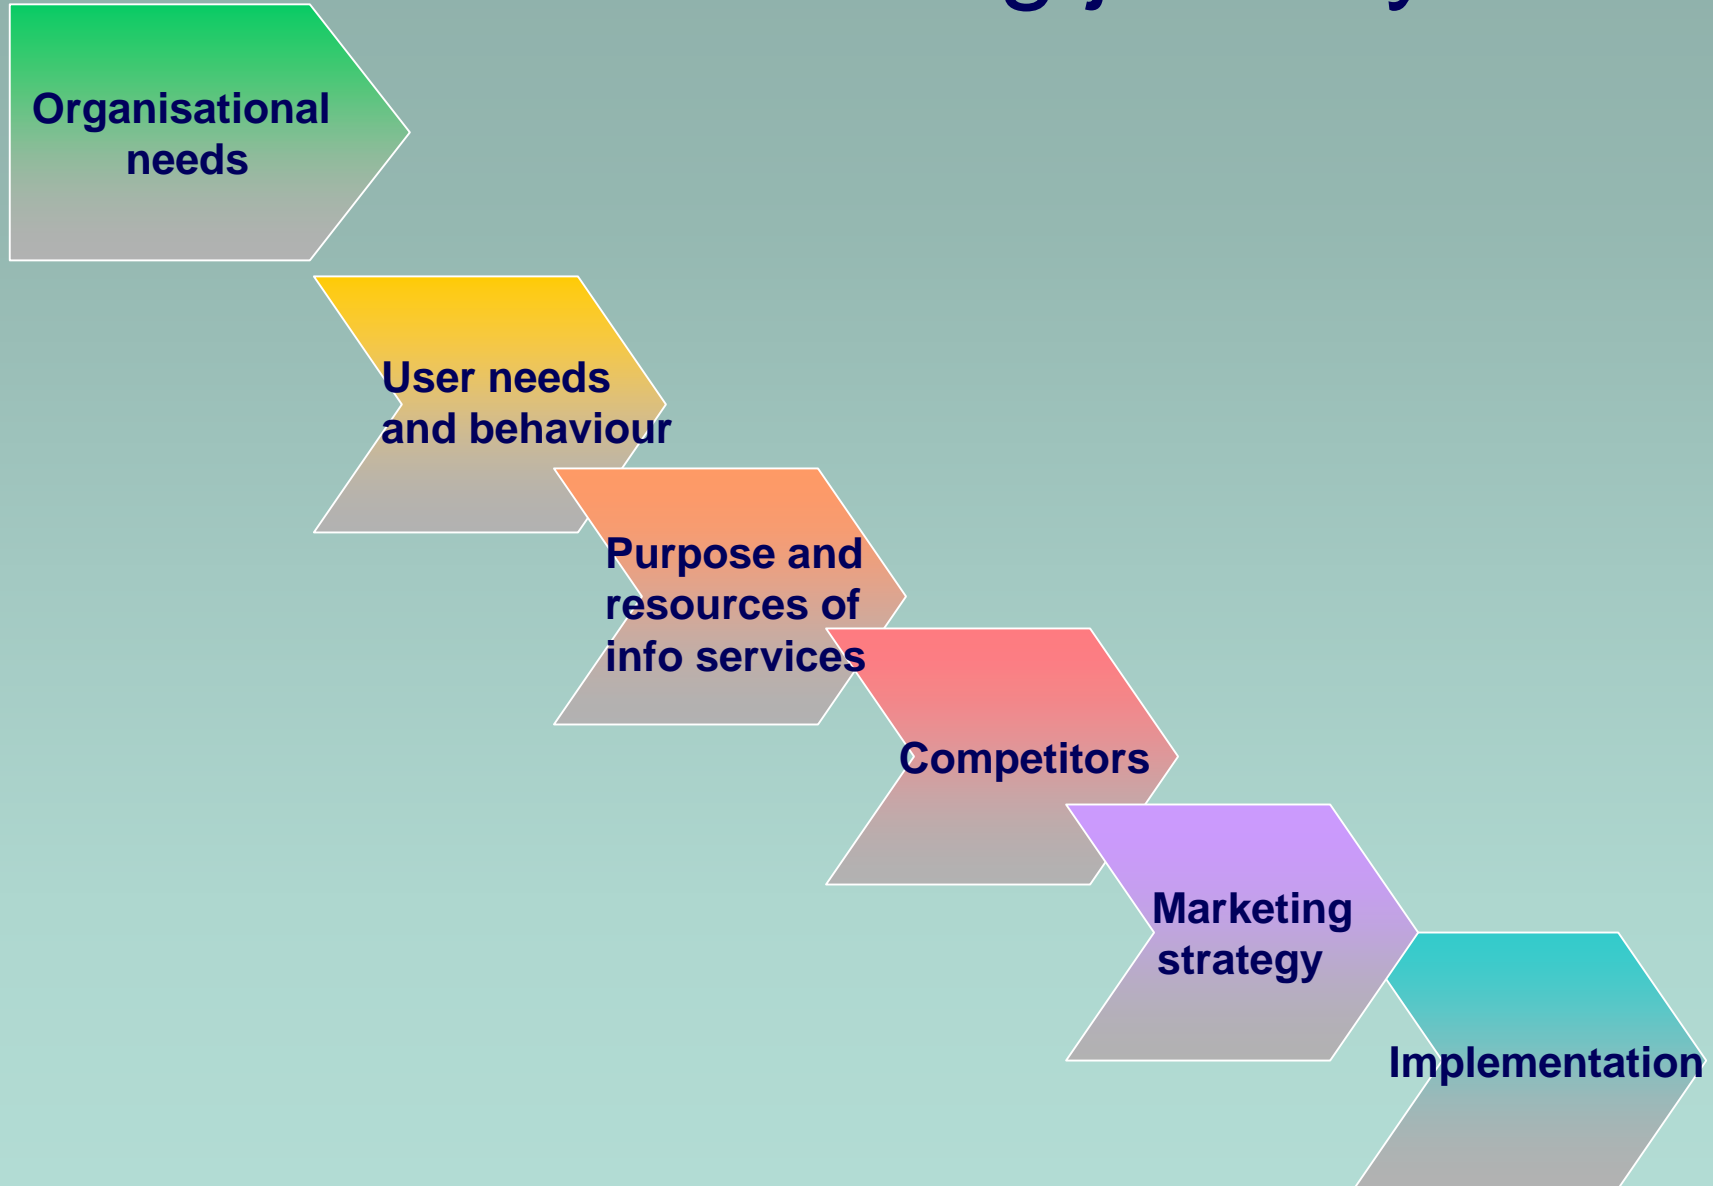 Organisational
needs
User needs
and behaviour
Purpose and
resources of
info services
Competitors
Marketing
strategy
Implementation